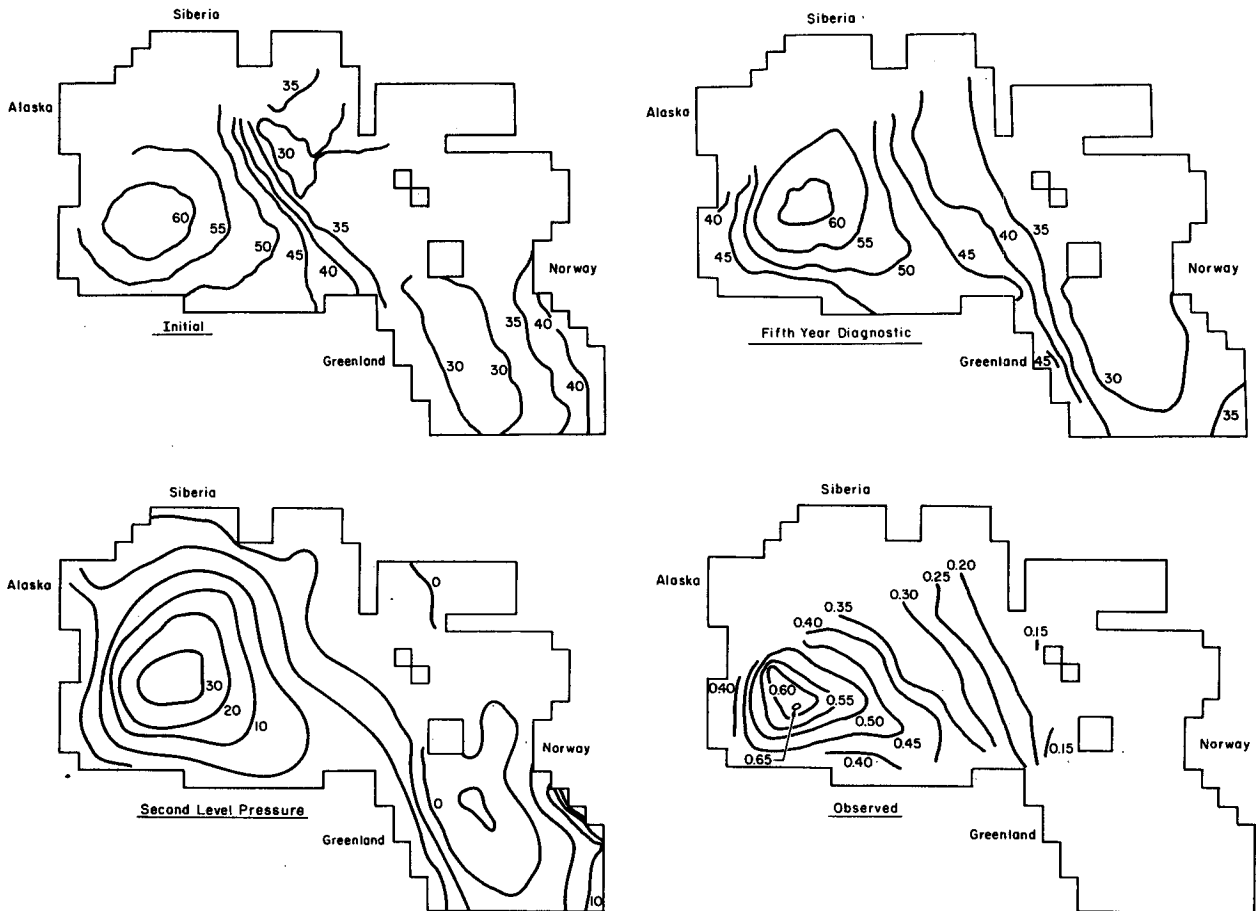 Siberia
Alaska
35
30
60
55
50
45
40
35
30
30
35
40
40
Norway
Initial
Greenland
Siberia
Alaska
40
45
60
55
50
45
40
35
Norway
Fifth Year Diagnostic
Greenland
45
30
35
Siberia
Alaska
0
30
20
10
0
10
Norway
Second Level Pressure
Greenland
Siberia
Alaska
0.20
0.25
0.30
0.35
0.40
0.15
0.40
0.60
0.55
0.50
0.45
0.65
0.40
0.15
Norway
Observed
Greenland